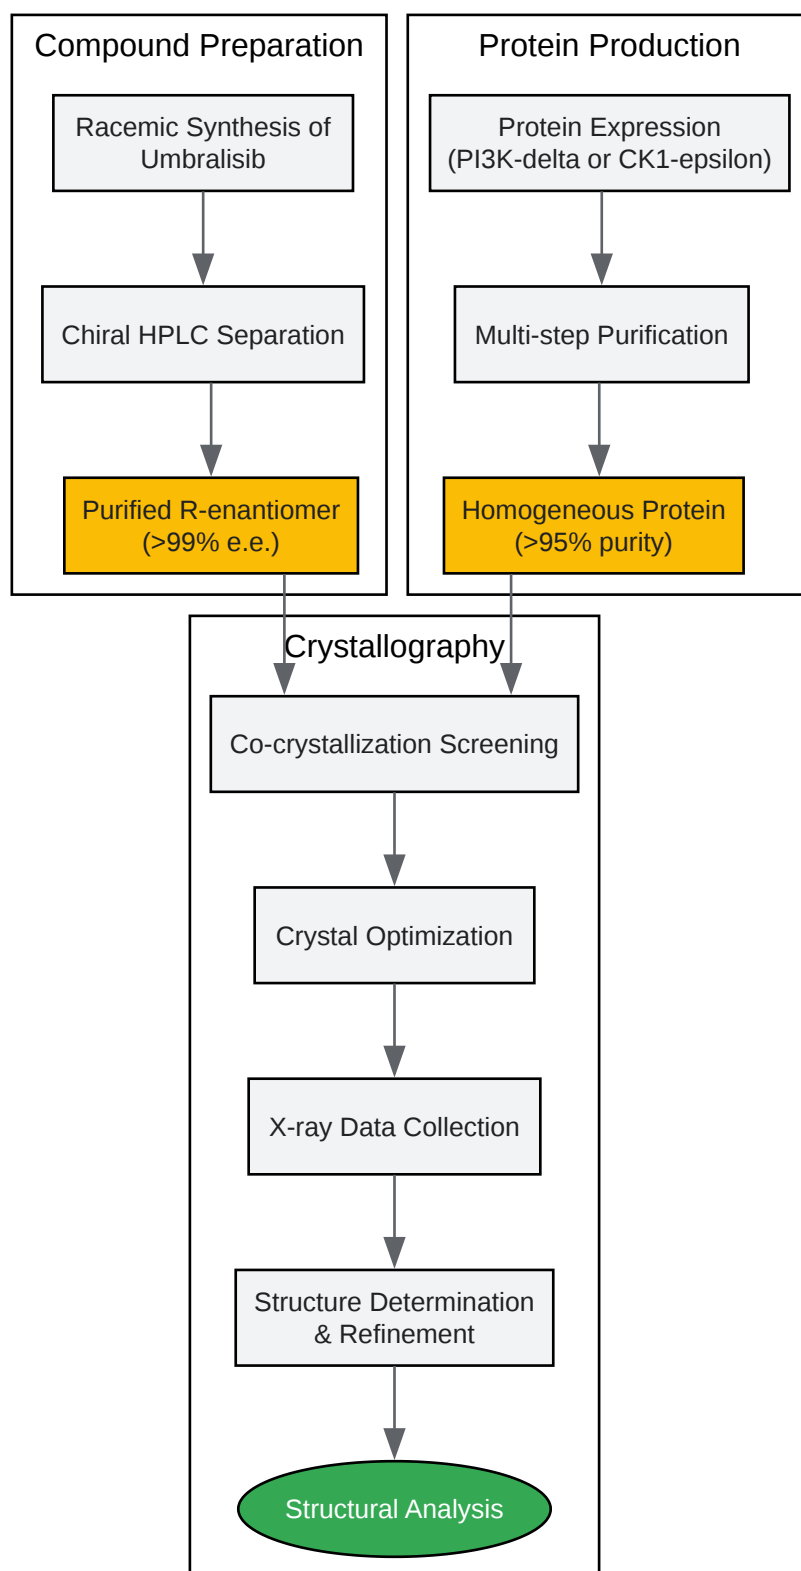 Compound Preparation
Racemic Synthesis of
Umbralisib
Chiral HPLC Separation
Purified R-enantiomer
(>99% e.e.)
Protein Production
Protein Expression
(PI3K-delta or CK1-epsilon)
Multi-step Purification
Homogeneous Protein
(>95% purity)
Crystallography
Co-crystallization Screening
Crystal Optimization
X-ray Data Collection
Structure Determination
& Refinement
Structural Analysis